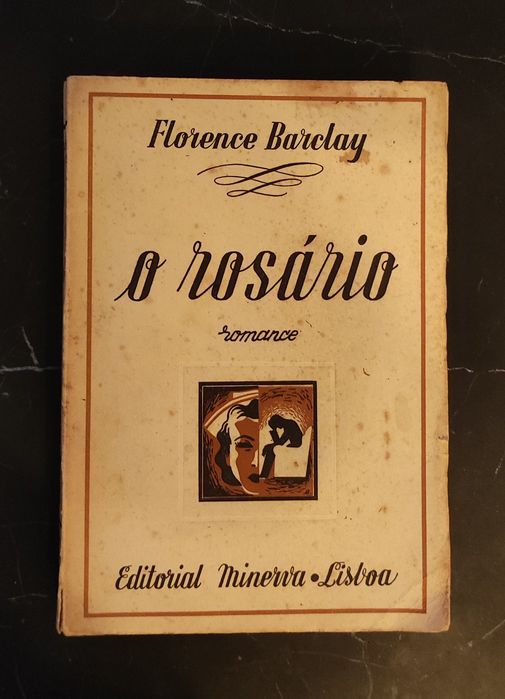 Florence Barclay
o rosário
romance
Editorial Minerva • Lisboa